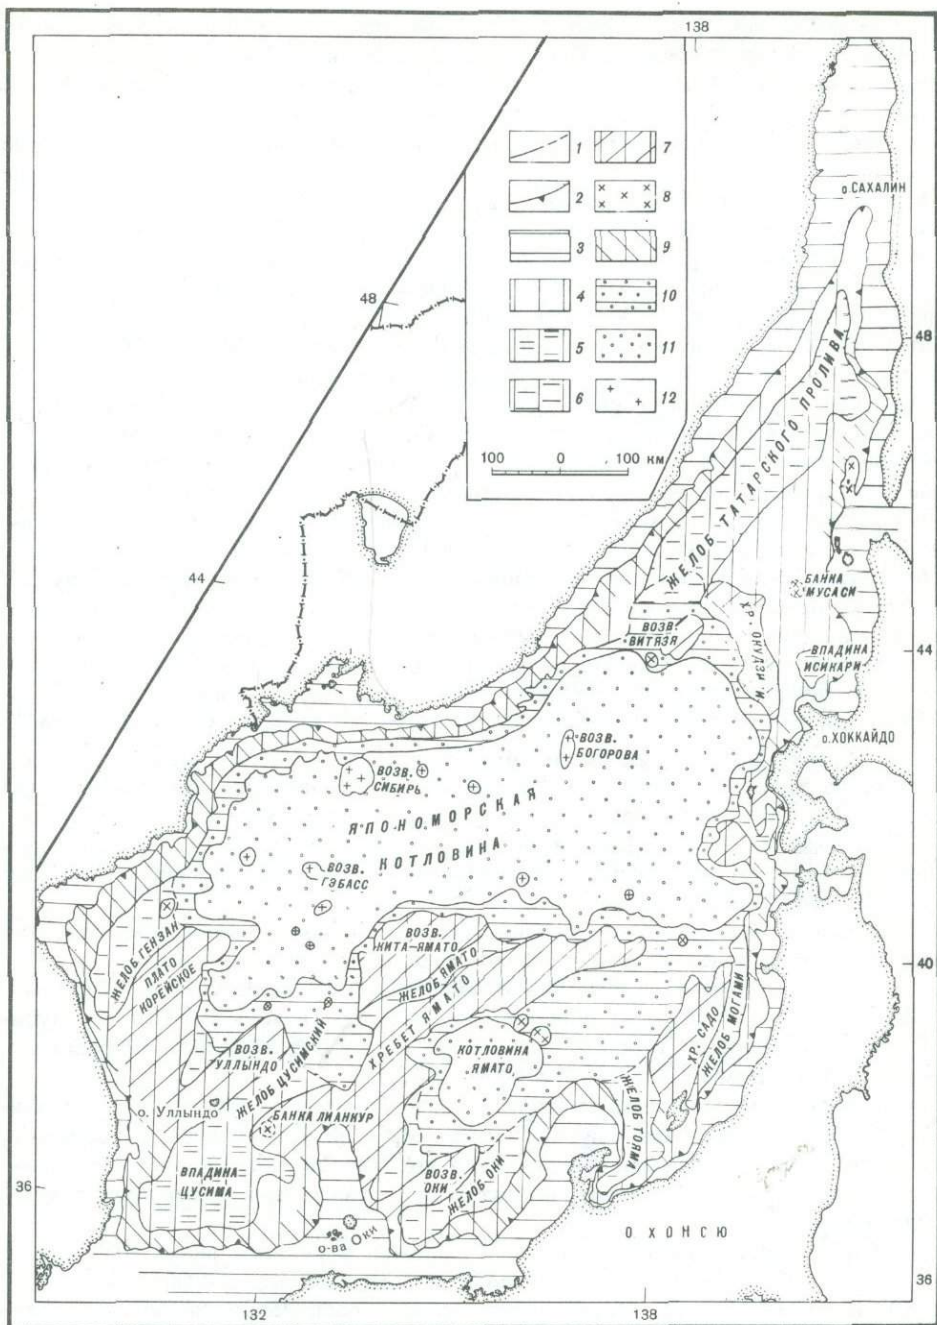 138
1
7
2
8
3
9
4
10
5
11
6
12
100
0
100 км
о. САХАЛИН
48
48
ЖЕЛОБ ТАТАРСКОГО ПРОЛИВА
44
БАНКА
МУСАСИ
ХР. ОКУДЗИРИ
ВОЗВ.
ВИТЯЗЯ
44
ВПАДИНА
ИСИКАРИ
о. ХОККАЙДО
ВОЗВ.
БОГОРОВА
ВОЗВ.
СИБИРЬ
ЯПОНОМОРСКАЯ
КОТЛОВИНА
ВОЗВ.
ГЭБАСС
ВОЗВ.
КИТА-ЯМАТО
ЖЕЛОБ ГЕНЗАН
ПЛАТО
КОРЕЙСКОЕ
ЖЕЛОБ ЯМАТО
ХРЕБЕТ ЯМАТО
40
ВОЗВ.
УЛЛЫНДО
ЖЕЛОБ ЦУСИМСКИЙ
КОТЛОВИНА
ЯМАТО
ХР. САДО
ЖЕЛОБ МОГАМИ
о. Уллындо
БАНКА ЛИАНКУР
ЖЕЛОБ ТОЯМА
36
ВПАДИНА
ЦУСИМА
ВОЗВ.
ОКИ
ЖЕЛОБ ОКИ
о-ва Оки
О ХОНСЮ
36
132
138